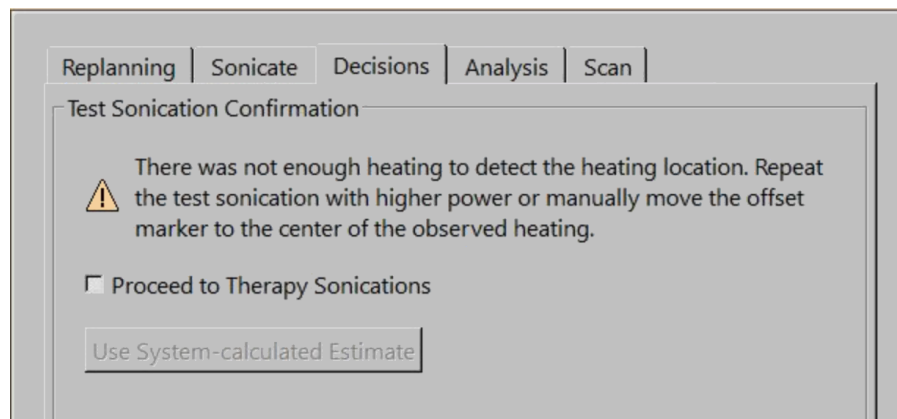 Replanning Sonicate Decisions Analysis Scan
Test Sonication Confirmation
There was not enough heating to detect the heating location. Repeat
the test sonication with higher power or manually move the offset
marker to the center of the observed heating.
Proceed to Therapy Sonications
Use System-calculated Estimate